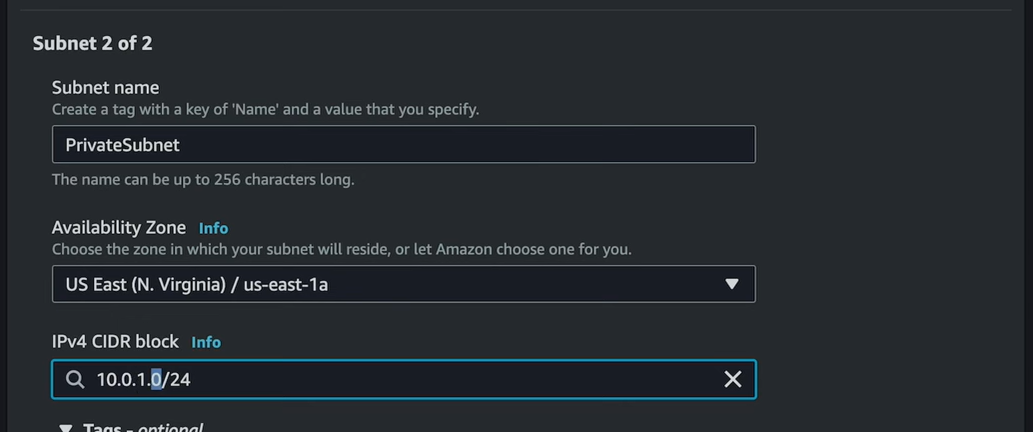 Subnet 2 of 2
Subnet name
Create a tag with a key of 'Name' and a value that you specify.
PrivateSubnet
The name can be up to 256 characters long.
Availability Zone Info
Choose the zone in which your subnet will reside, or let Amazon choose one for you.
US East (N. Virginia) / us-east-1a
IPv4 CIDR block Info
10.0.1.0/24
Tags - optional